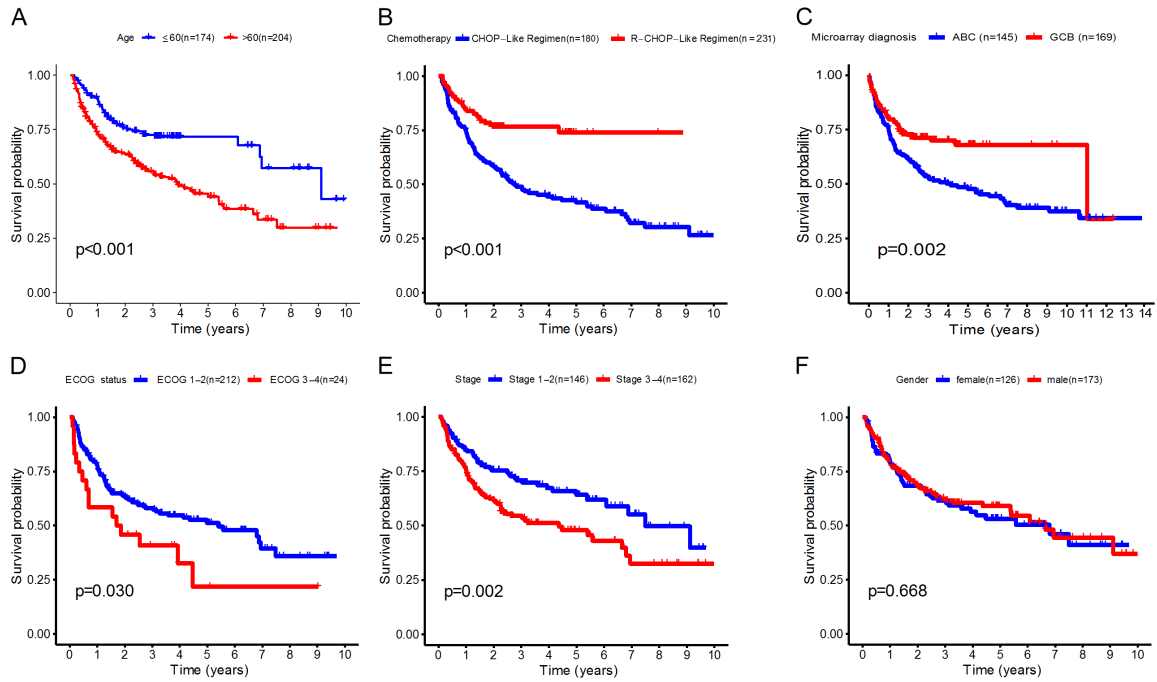 A
Age ≤60(n=174) >60(n=204)
Survival probability
1.00
0.75
0.50
0.25
0.00
p<0.001
0 1 2 3 4 5 6 7 8 9 10
Time (years)
B
Chemotherapy CHOP−Like Regimen(n=180) R−CHOP−Like Regimen(n=231)
Survival probability
1.00
0.75
0.50
0.25
0.00
p<0.001
0 1 2 3 4 5 6 7 8 9 10
Time (years)
C
Microarray diagnosis ABC (n=145) GCB (n=169)
Survival probability
1.00
0.75
0.50
0.25
0.00
p=0.002
0 1 2 3 4 5 6 7 8 9 10 11 12 13 14
Time (years)
D
ECOG status ECOG 1−2(n=212) ECOG 3−4(n=24)
Survival probability
1.00
0.75
0.50
0.25
0.00
p=0.030
0 1 2 3 4 5 6 7 8 9 10
Time (years)
E
Stage Stage 1−2(n=146) Stage 3−4(n=162)
Survival probability
1.00
0.75
0.50
0.25
0.00
p=0.002
0 1 2 3 4 5 6 7 8 9 10
Time (years)
F
Gender female(n=126) male(n=173)
Survival probability
1.00
0.75
0.50
0.25
0.00
p=0.668
0 1 2 3 4 5 6 7 8 9 10
Time (years)